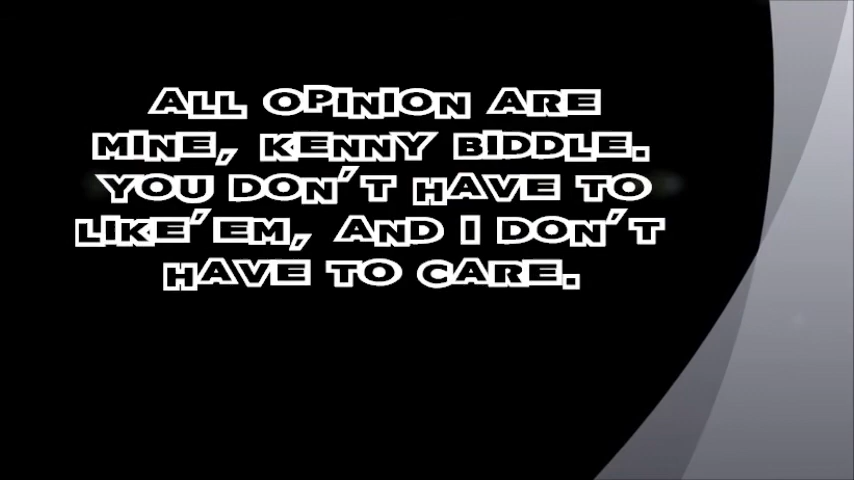 ALL OPINION ARE
MINE, KENNY BIDDLE.
YOU DON'T HAVE TO
LIKE'EM, AND I DON'T
HAVE TO CARE.